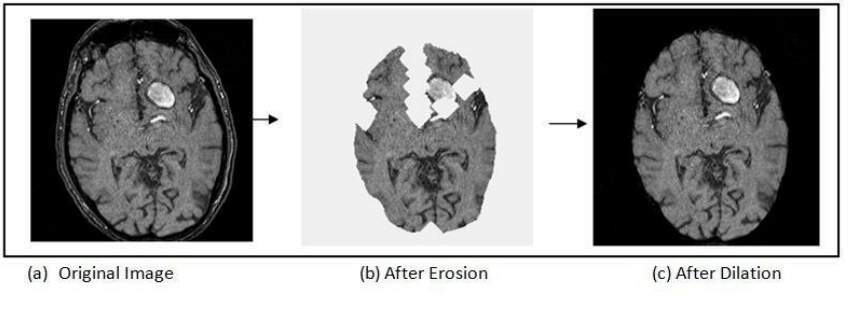 (a) Original Image (b) After Erosion (c) After Dilation